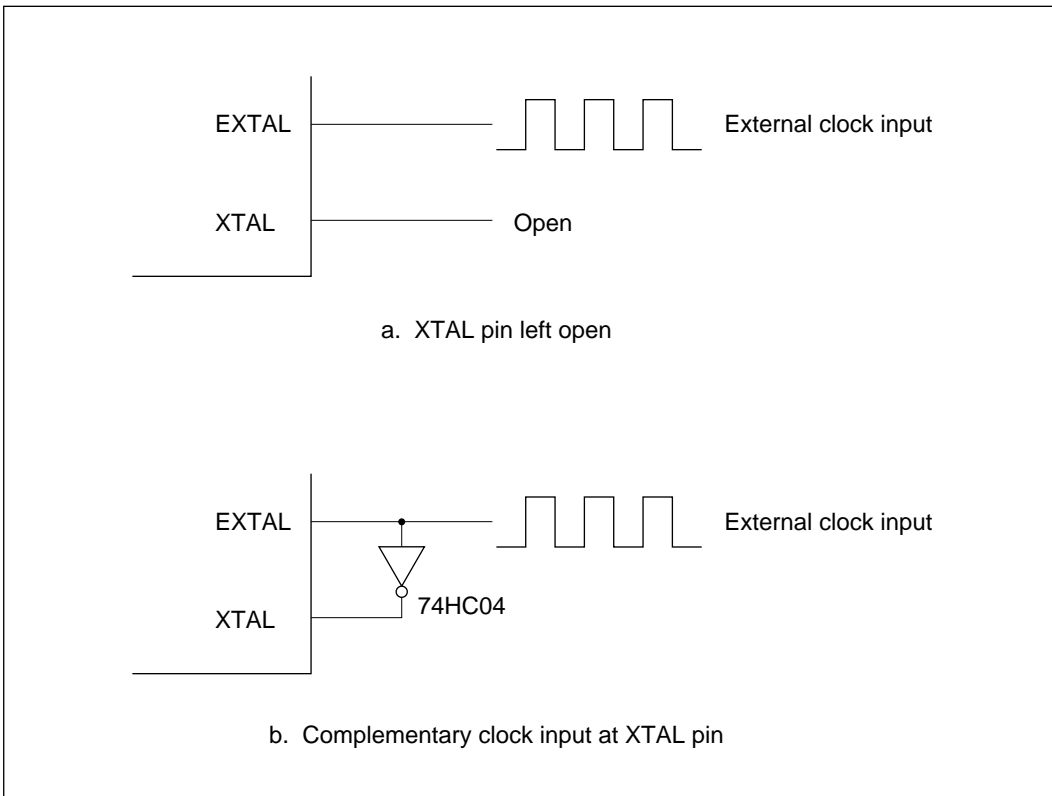 EXTAL
External clock input
XTAL
Open
a. XTAL pin left open
EXTAL
External clock input
74HC04
XTAL
b. Complementary clock input at XTAL pin